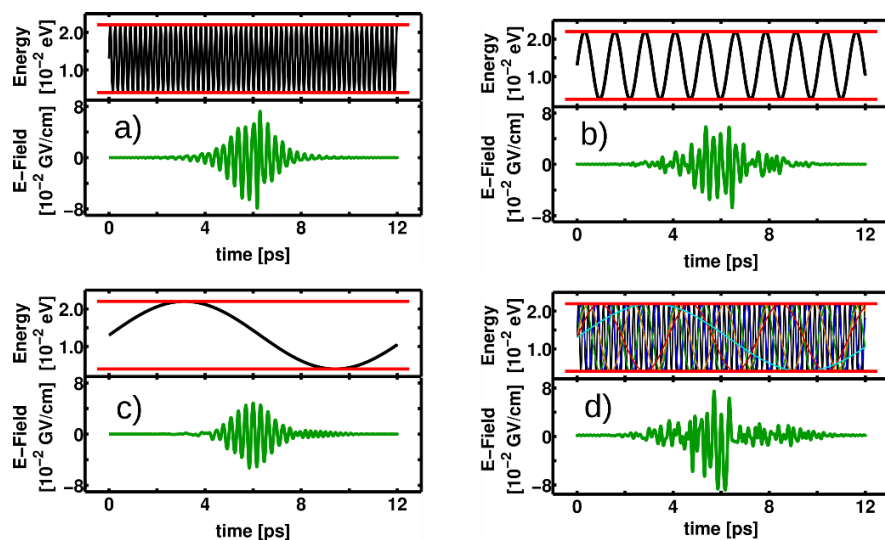 Energy
[10⁻² eV]
2.0
1.0
E−Field
[10⁻² GV/cm]
8
0
−8
a)
0 4 8 12
time [ps]
Energy
[10⁻² eV]
2.0
1.0
E−Field
[10⁻² GV/cm]
8
0
−8
b)
0 4 8 12
time [ps]
Energy
[10⁻² eV]
2.0
1.0
E−Field
[10⁻² GV/cm]
0
−8
c)
0 4 8 12
time [ps]
Energy
[10⁻² eV]
2.0
1.0
E−Field
[10⁻² GV/cm]
8
0
−8
d)
0 4 8 12
time [ps]